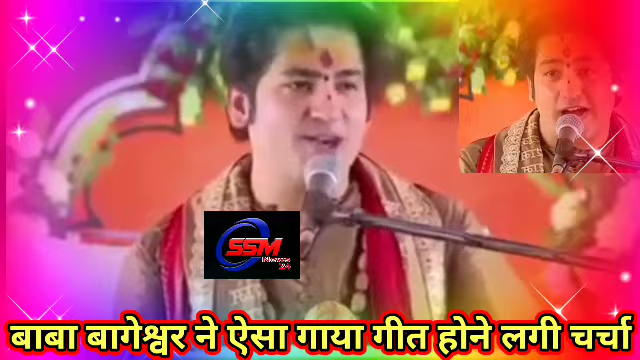 SSM
बाबा बागेश्वर ने ऐसा गाया गीत होने लगी चर्चा